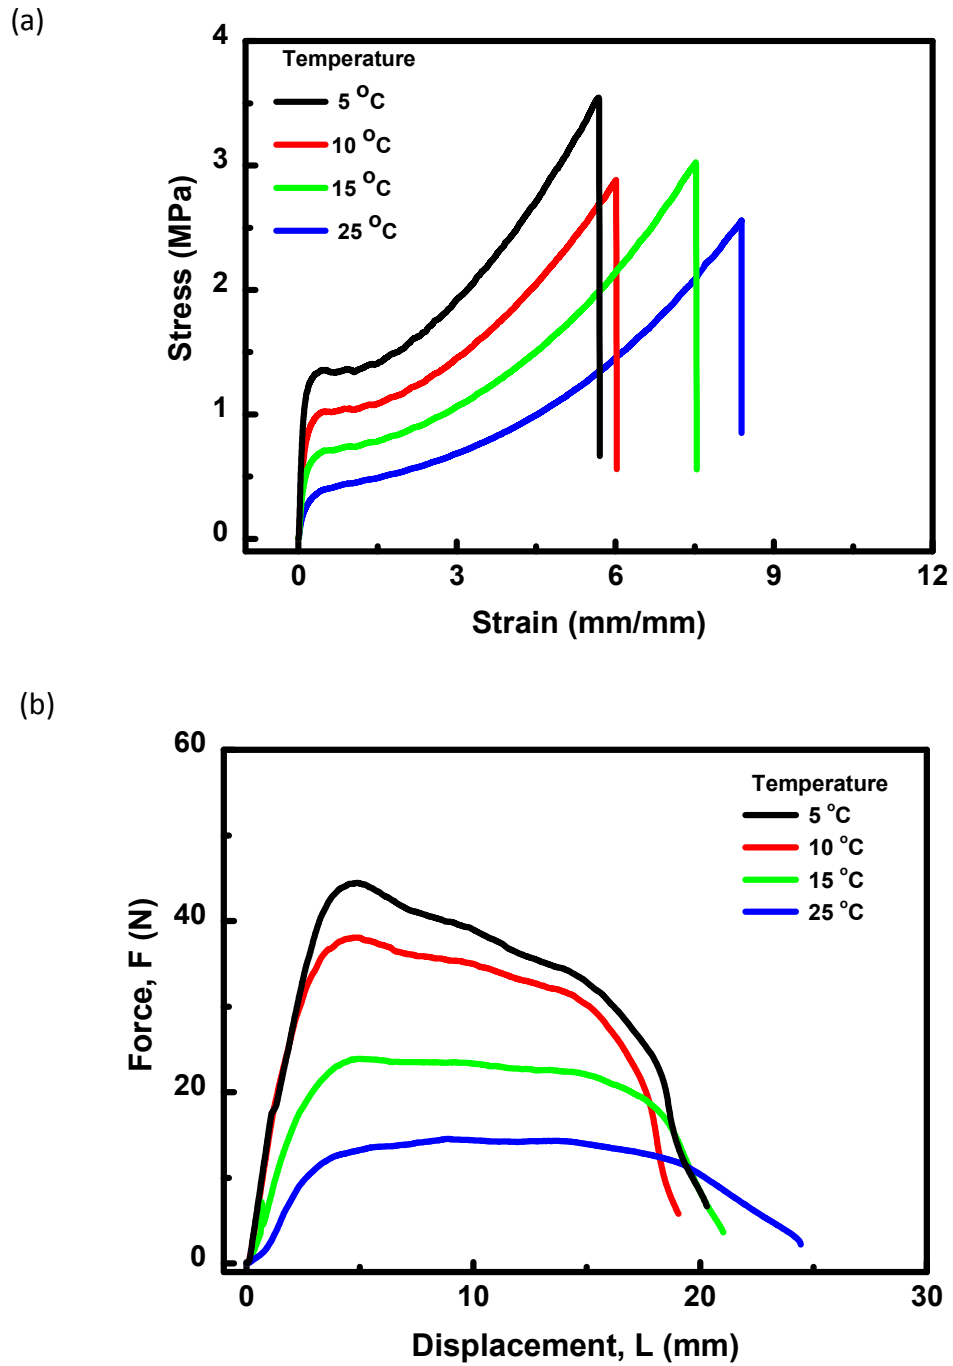 (a)
4
3
2
1
0
Stress (MPa)
Temperature
5 °C
10 °C
15 °C
25 °C
0 3 6 9 12
Strain (mm/mm)
(b)
60
40
20
0
Force, F (N)
Temperature
5 °C
10 °C
15 °C
25 °C
0 10 20 30
Displacement, L (mm)